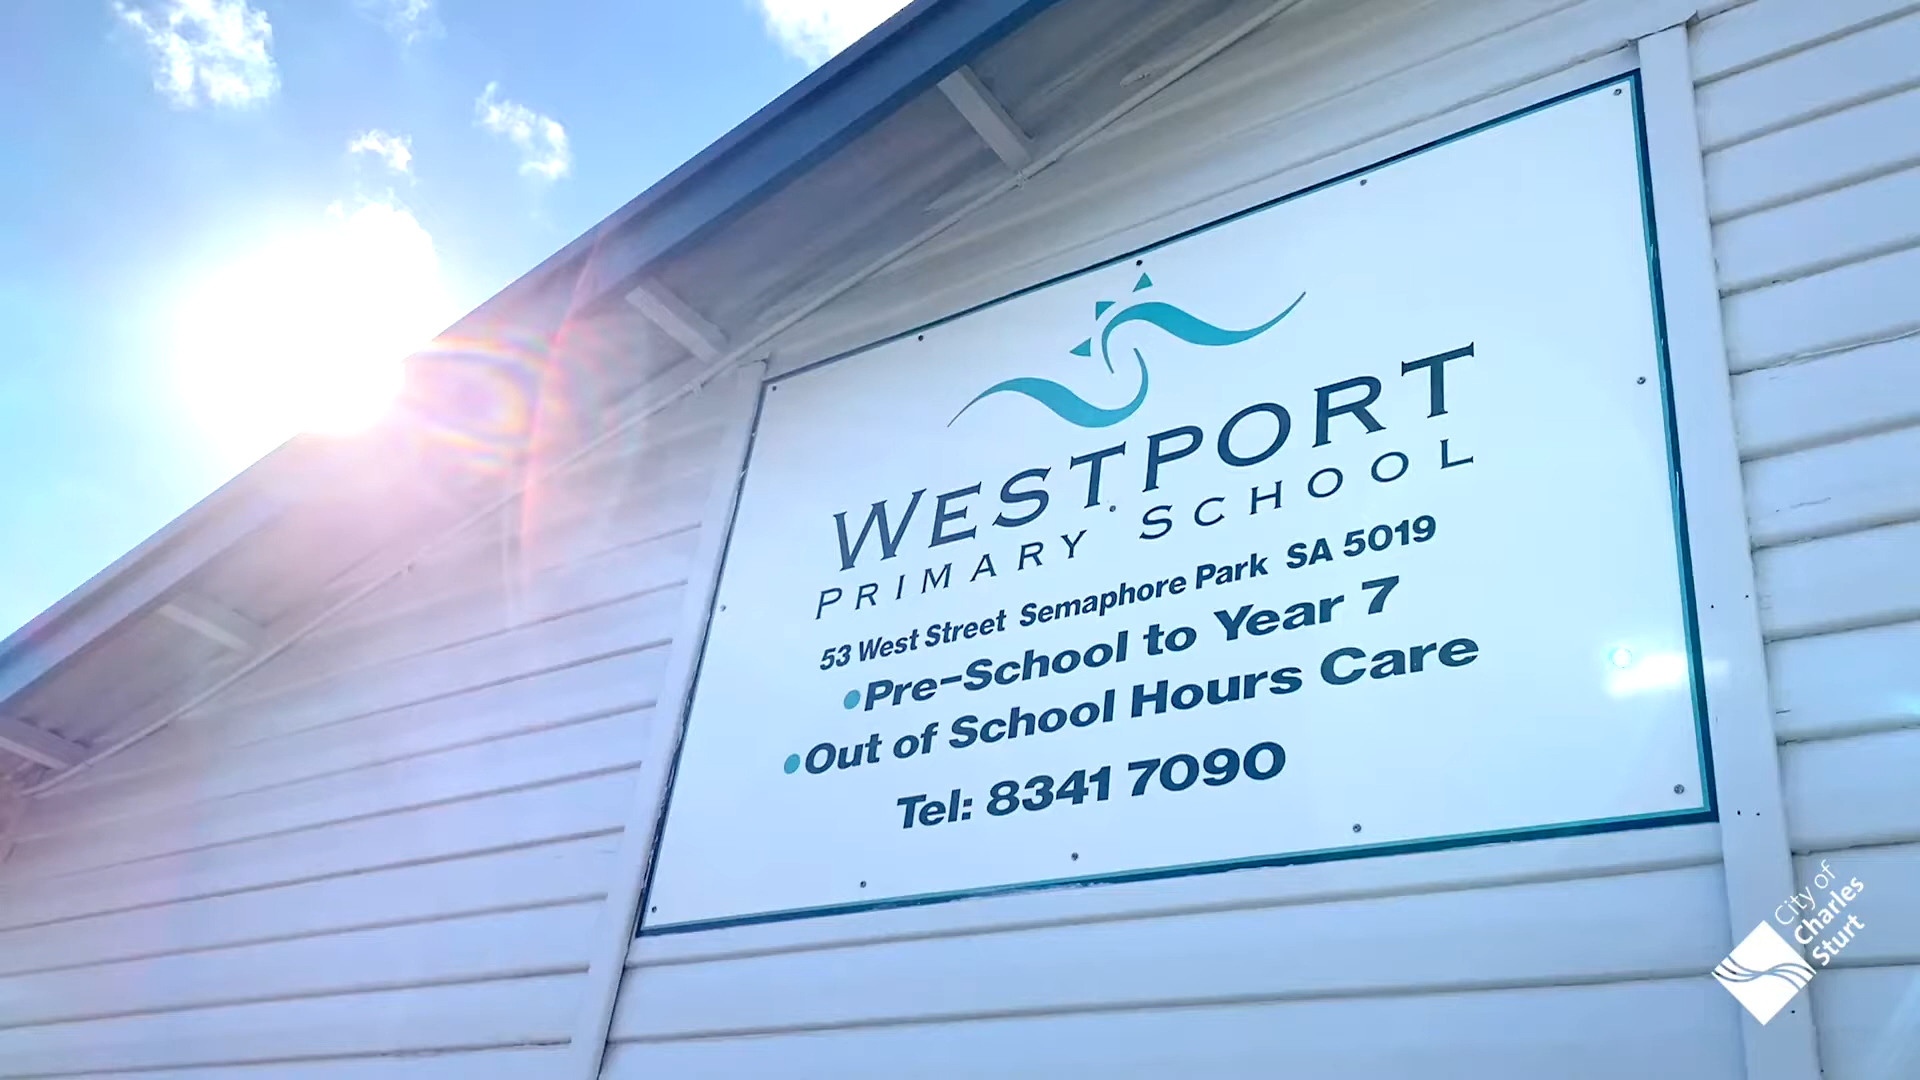 WESTPORT
PRIMARY SCHOOL
53 West Street Semaphore Park SA 5019
•Pre-School to Year 7
•Out of School Hours Care
Tel: 8341 7090
City of
Charles
Sturt